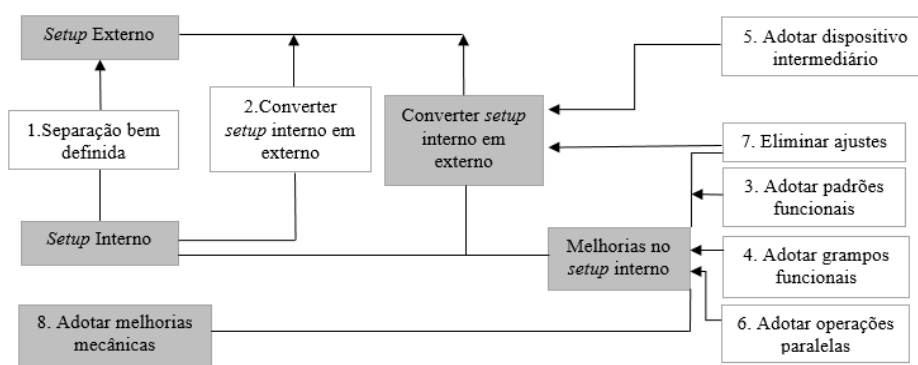 Setup Externo
5. Adotar dispositivo
intermediário
1.Separação bem
definida
2.Converter
setup interno em
externo
Converter setup
interno em
externo
7. Eliminar ajustes
3. Adotar padrões
funcionais
Setup Interno
Melhorias no
setup interno
4. Adotar grampos
funcionais
8. Adotar melhorias
mecânicas
6. Adotar operações
paralelas